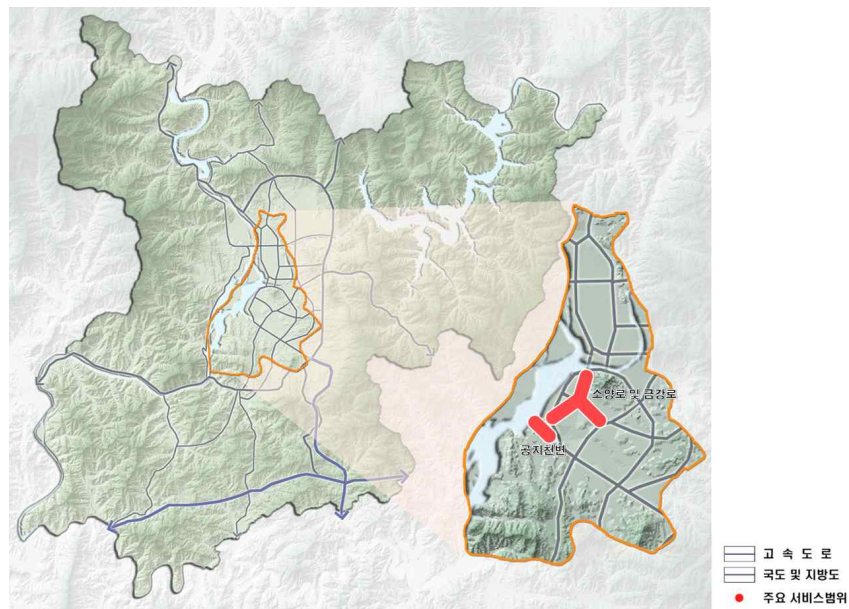 소양로 및 금강로
공지천변
고 속 도 로
국도 및 지방도
주요 서비스범위